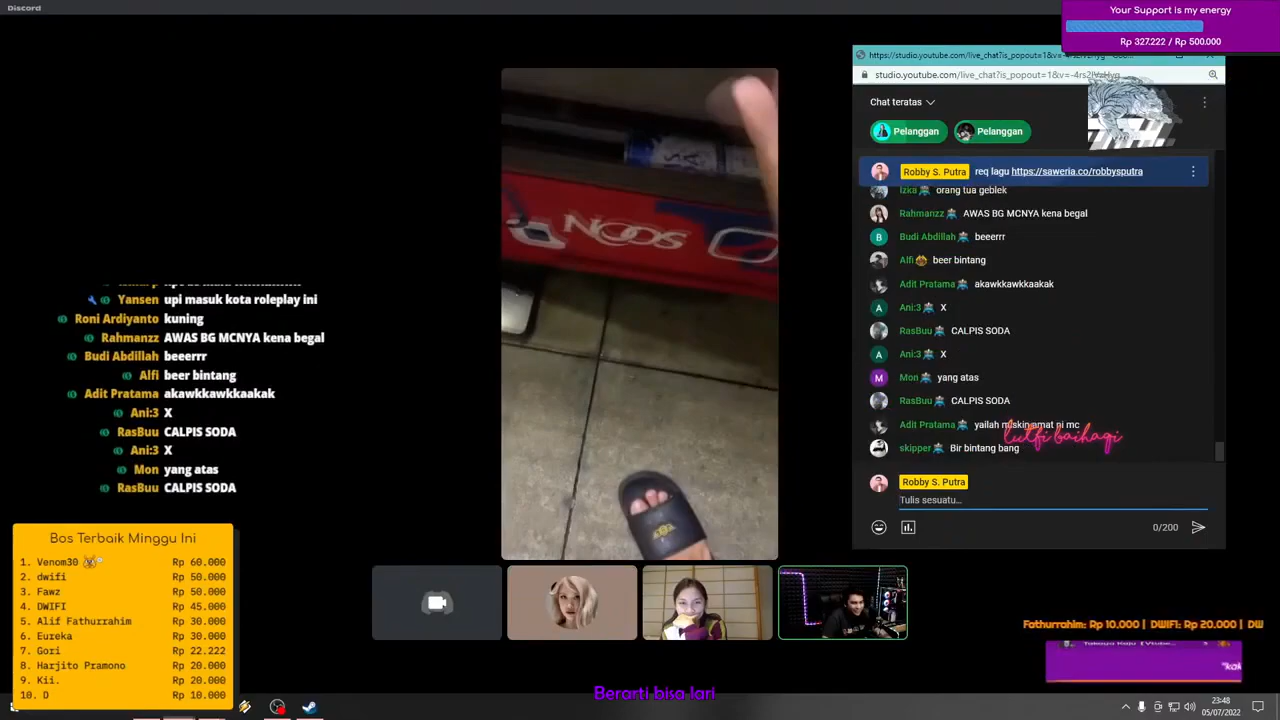 Discord
Your Support Is my energy
Rp 327.222 / Rp 500.000
Chat teratas
Pelanggan
Pelanggan
Robby S. Putra req lagu https://saweria.co/robbysputra
Izka orang tua geblek
Rahmanzz AWAS BG MCNYA kena begal
Budi Abdillah beeerrr
Alfi beer bintang
Adit Pratama akawkkawkkaakak
Ani:3 X
RasBuu CALPIS SODA
Ani:3 X
Mon yang atas
RasBuu CALPIS SODA
Adit Pratama yailah miskin amat ni mc
lutfi baihaqi
skipper Bir bintang bang
Robby S. Putra
Tulis sesuatu...
0/200
NOOS
Yansen upi masuk kota roleplay ini
Roni Ardiyanto kuning
Rahmanzz AWAS BG MCNYA kena begal
Budi Abdillah beeerrr
Alfi beer bintang
Adit Pratama akawkkawkkaakak
Ani:3 X
RasBuu CALPIS SODA
Ani:3 X
Mon yang atas
RasBuu CALPIS SODA
Bos Terbaik Minggu Ini
1. Venom30 Rp 60.000
2. dwifi Rp 50.000
3. Fawz Rp 50.000
4. DWIFI Rp 45.000
5. Alif Fathurrahim Rp 30.000
6. Eureka Rp 30.000
7. Gori Rp 22.222
8. Harjito Pramono Rp 20.000
9. Kii. Rp 20.000
10. D Rp 10.000
Fathurrahim: Rp 10.000 | DWIFI: Rp 20.000 | DW
Berarti bisa lari
23:48
05/07/2022